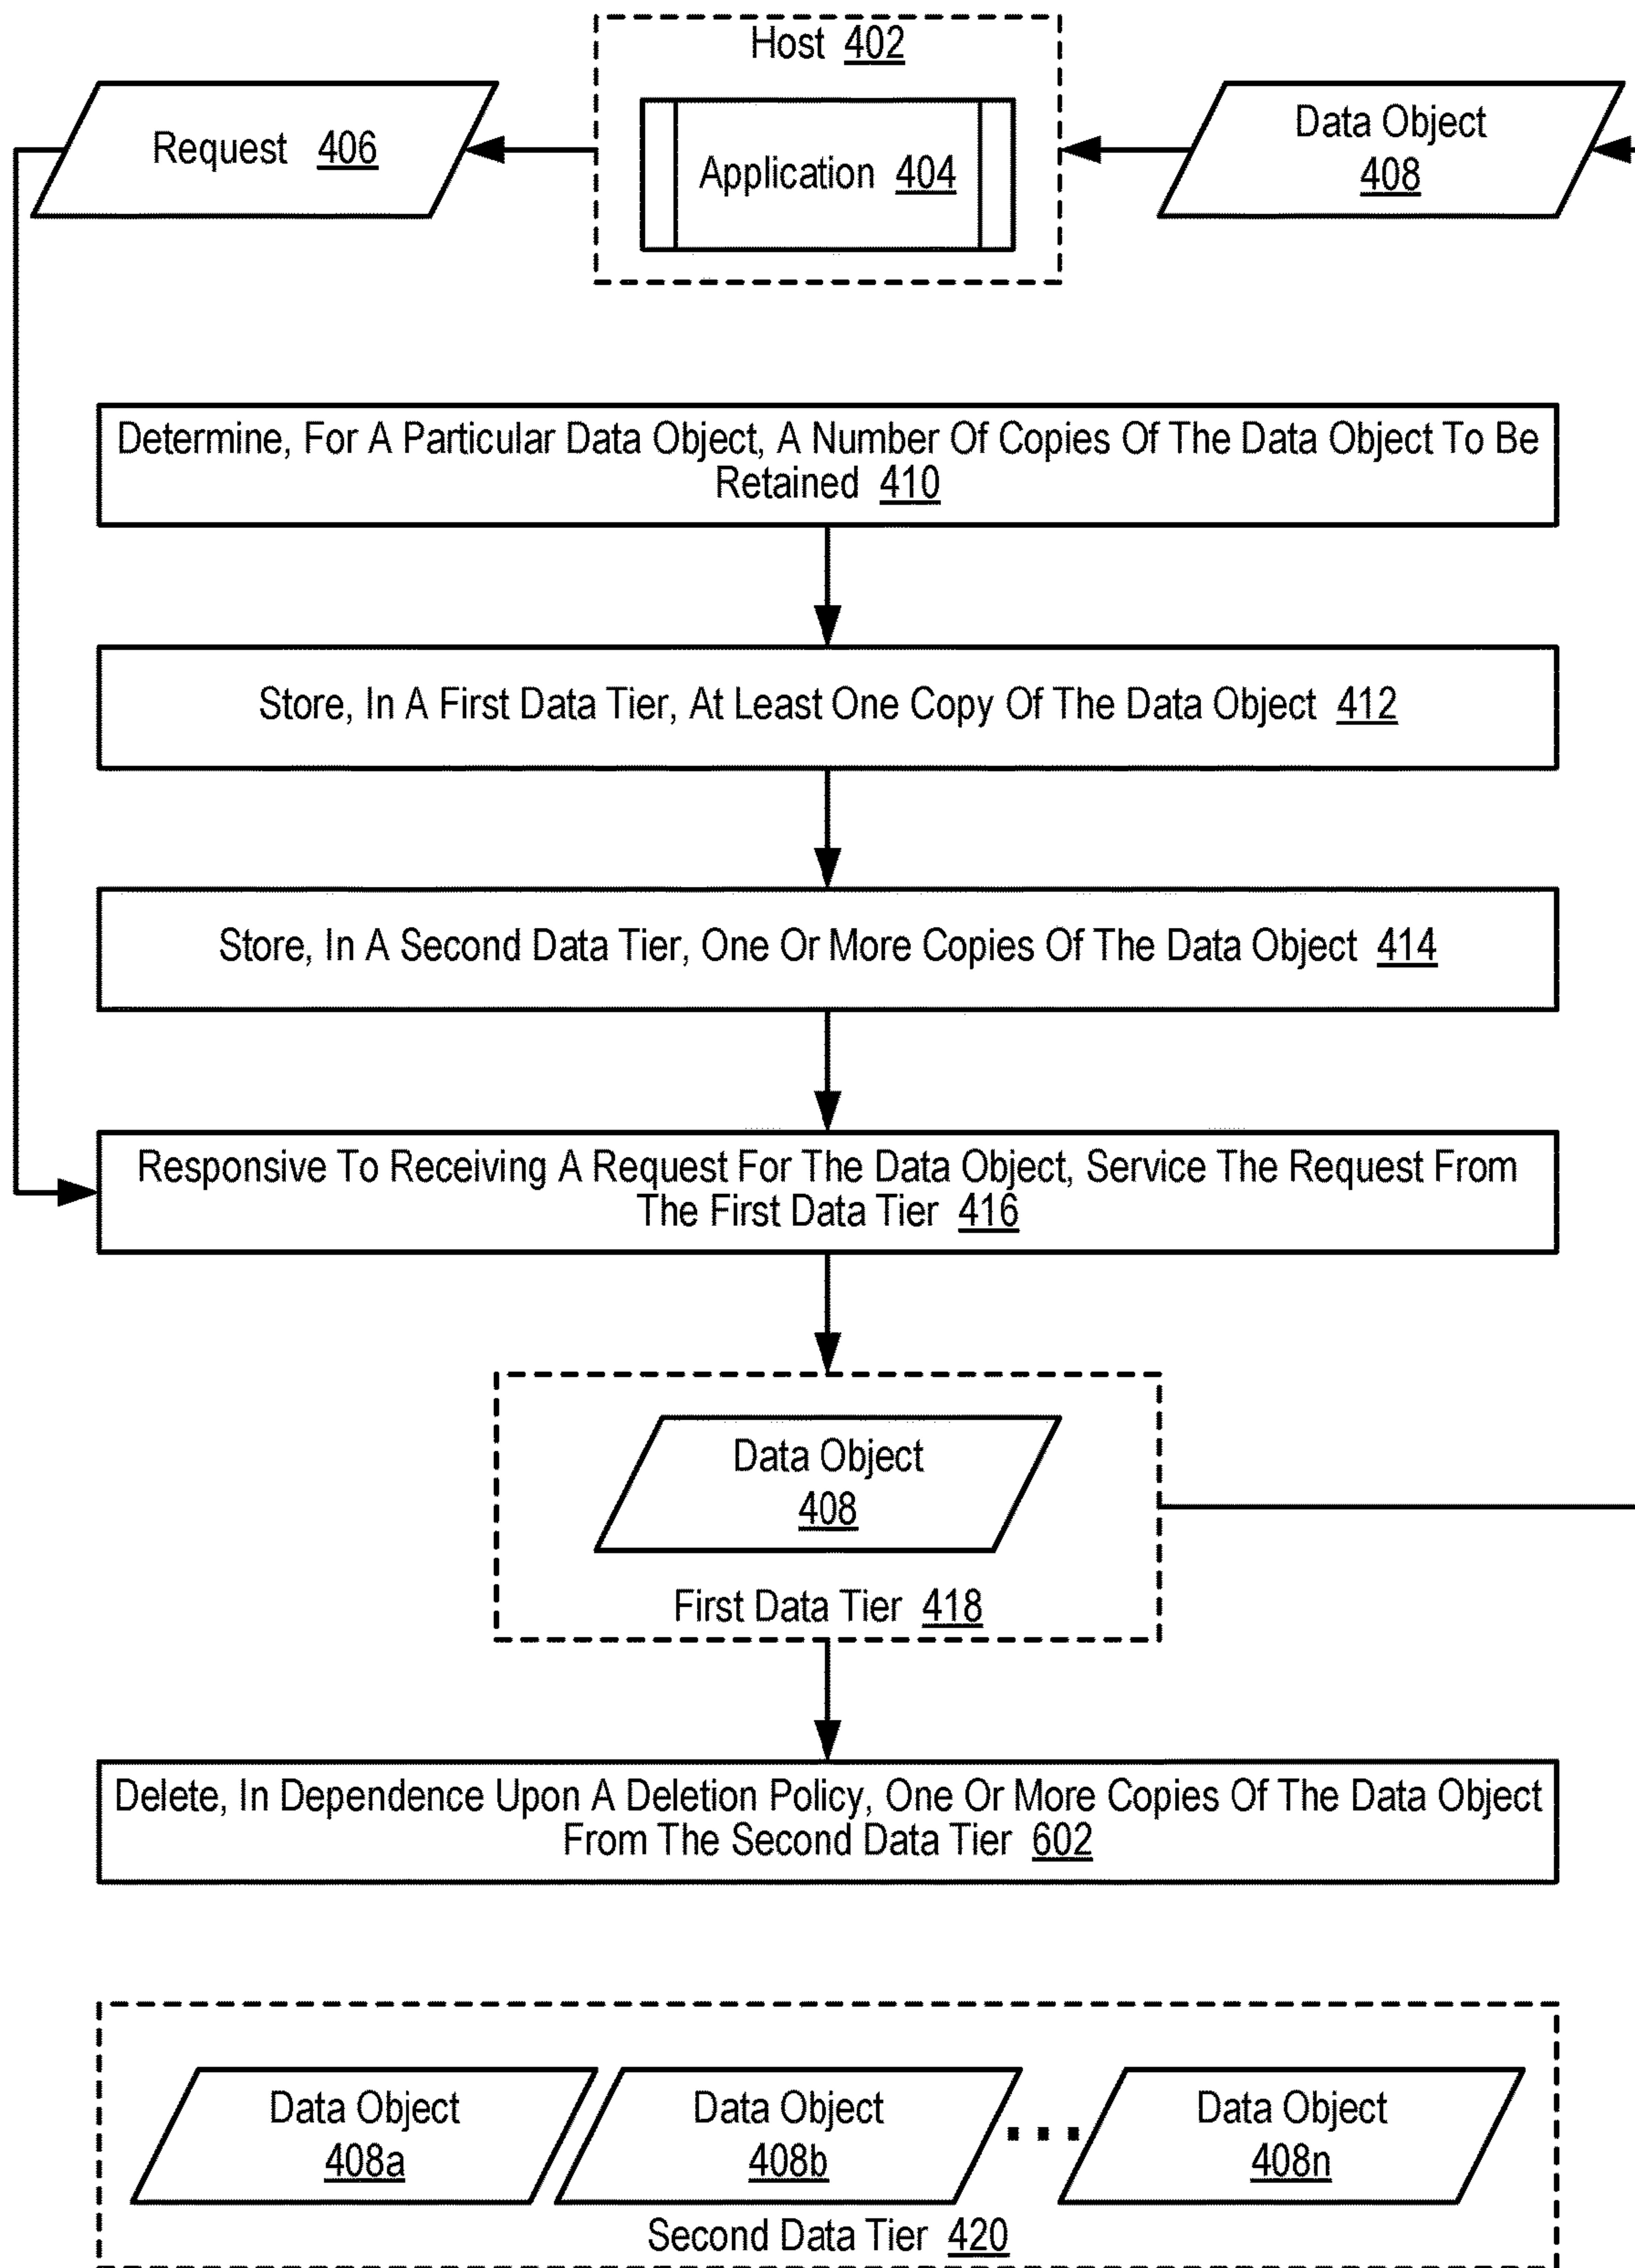 Host 402
Request 406
Application 404
Data Object
408
Determine, For A Particular Data Object, A Number Of Copies Of The Data Object To Be
Retained 410
Store, In A First Data Tier, At Least One Copy Of The Data Object 412
Store, In A Second Data Tier, One Or More Copies Of The Data Object 414
Responsive To Receiving A Request For The Data Object, Service The Request From
The First Data Tier 416
Data Object
408
First Data Tier 418
Delete, In Dependence Upon A Deletion Policy, One Or More Copies Of The Data Object
From The Second Data Tier 602
Data Object
408a
Data Object
408b
...
Data Object
408n
Second Data Tier 420